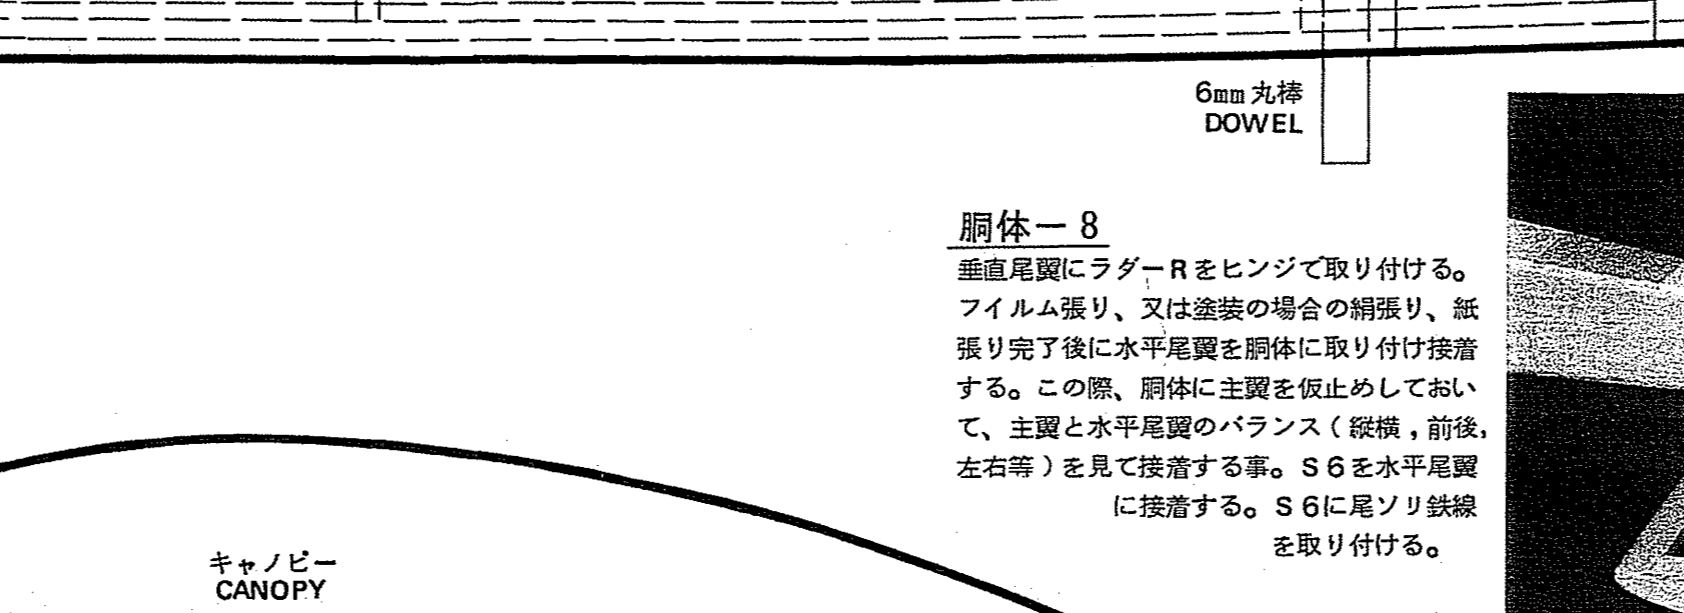 6mm丸棒
DOWEL
胴体ー8
垂直尾翼にラダーRをヒンジで取り付ける。
フイルム張り、又は塗装の場合の絹張り、紙
張り完了後に水平尾翼を胴体に取り付け接着
する。この際、胴体に主翼を仮止めしておい
て、主翼と水平尾翼のバランス(縦横,前後,
左右等)を見て接着する事。S6を水平尾翼
に接着する。S6に尾ソリ鉄線
を取り付ける。
キャノピー
CANOPY